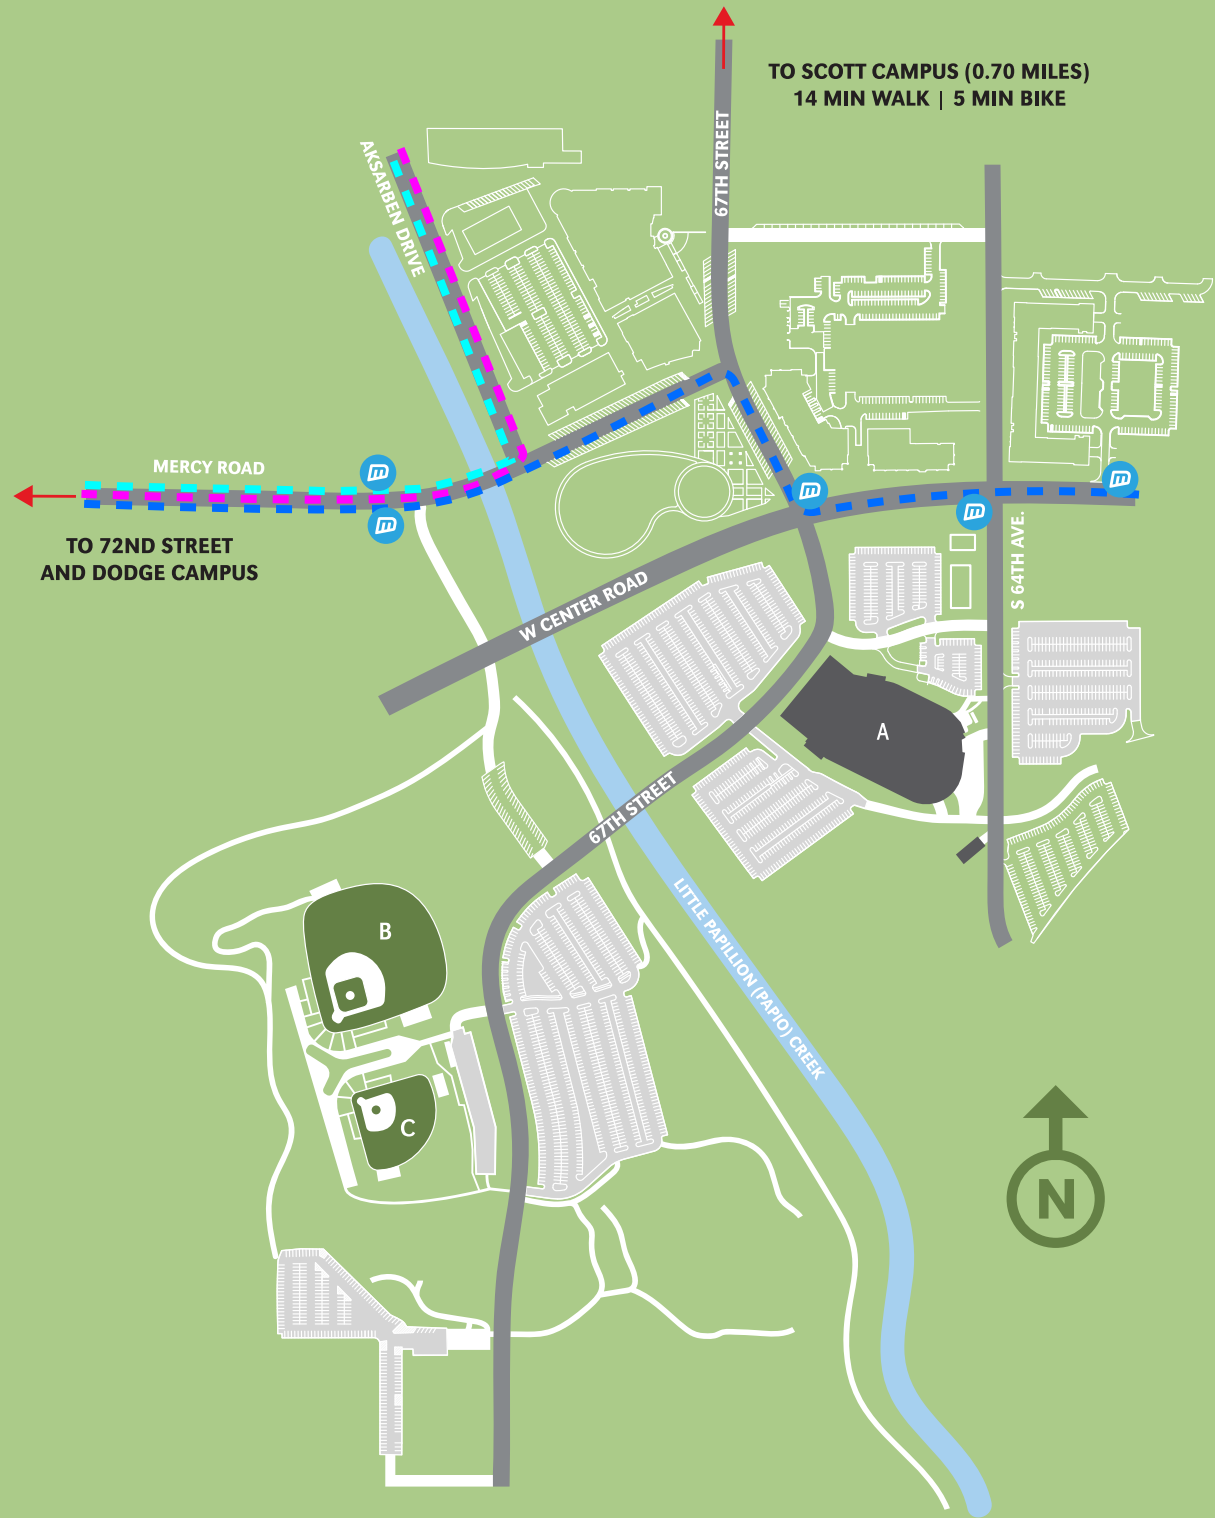 TO SCOTT CAMPUS (0.70 MILES)
14 MIN WALK | 5 MIN BIKE
67TH STREET
AKSARBEN DRIVE
MERCY ROAD
m
m
m
m
m
TO 72ND STREET
AND DODGE CAMPUS
S 64TH AVE.
W CENTER ROAD
A
67TH STREET
LITTLE PAPILLION (PAPIO) CREEK
B
C
N